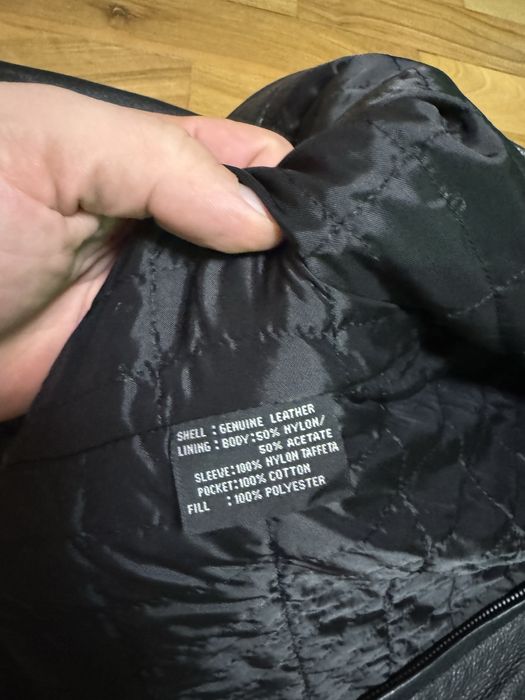 SHELL : GENUINE LEATHER
LINING : BODY:50% NYLON/
50% ACETATE
SLEEVE:100% NYLON TAFFETA
POCKET:100% COTTON
FILL :100% POLYESTER